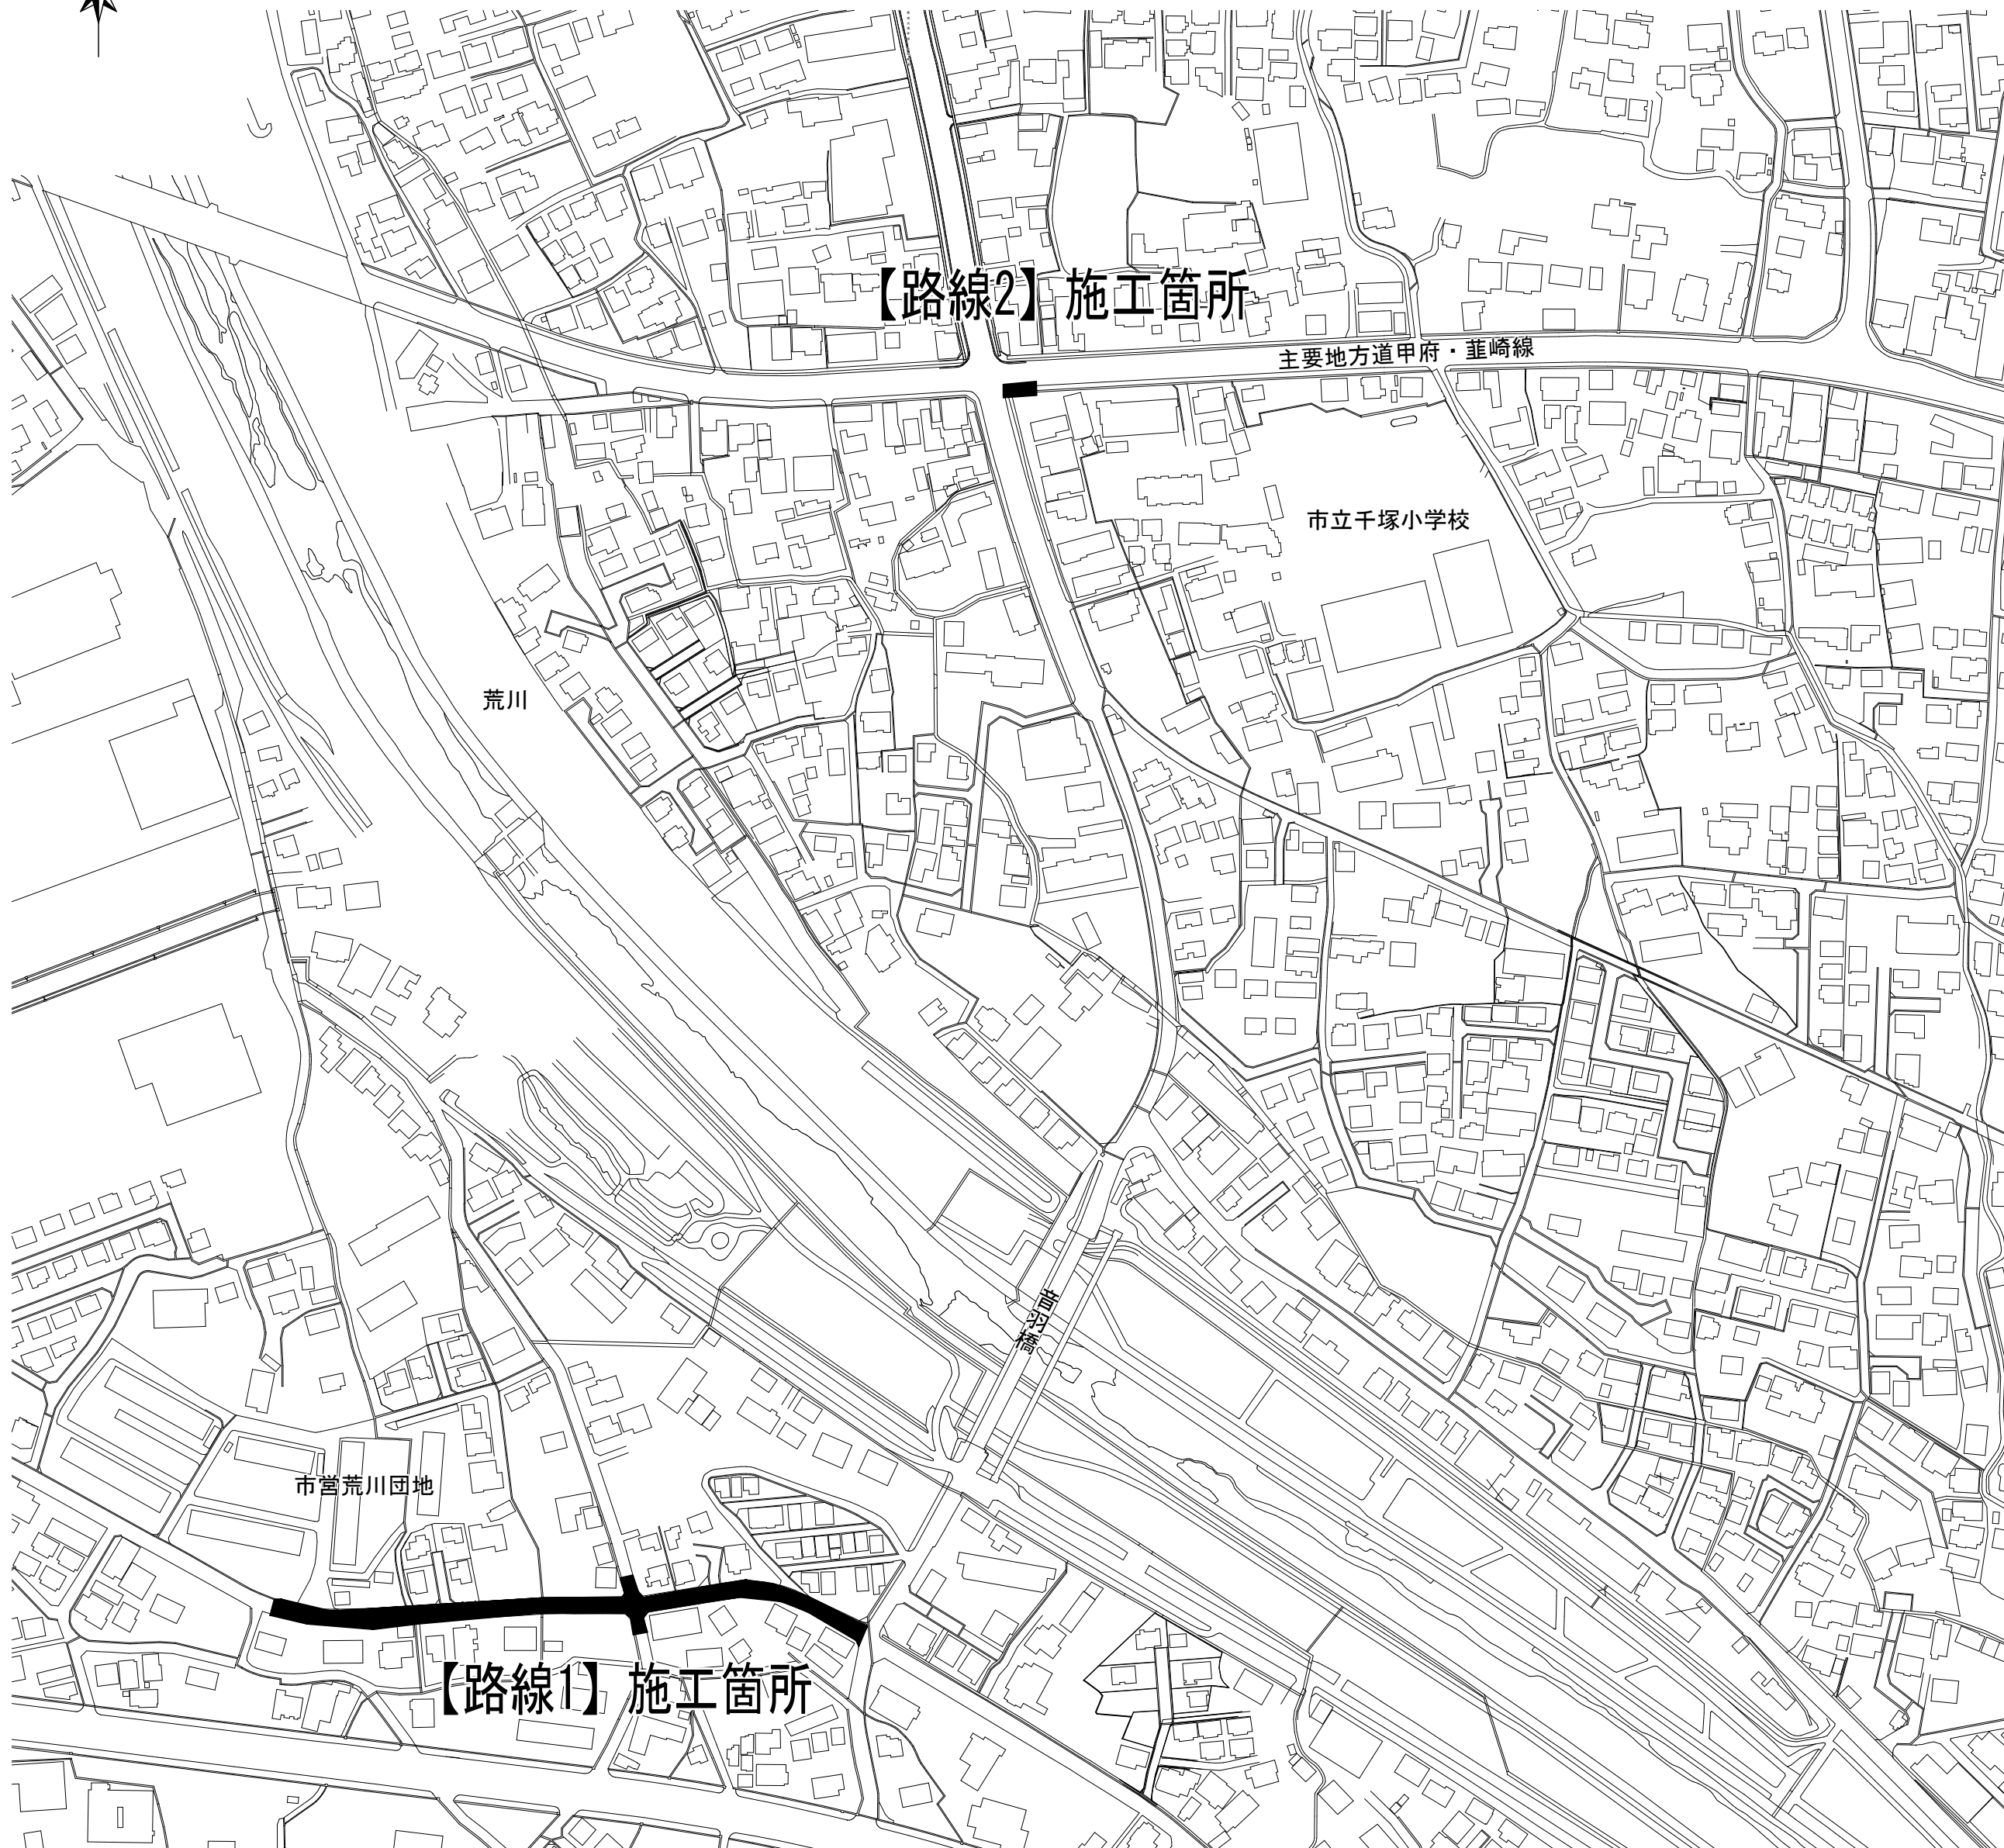 【路線2】施工箇所
主要地方道甲府・韮崎線
市立千塚小学校
荒川
音羽橋
市営荒川団地
【路線1】施工箇所